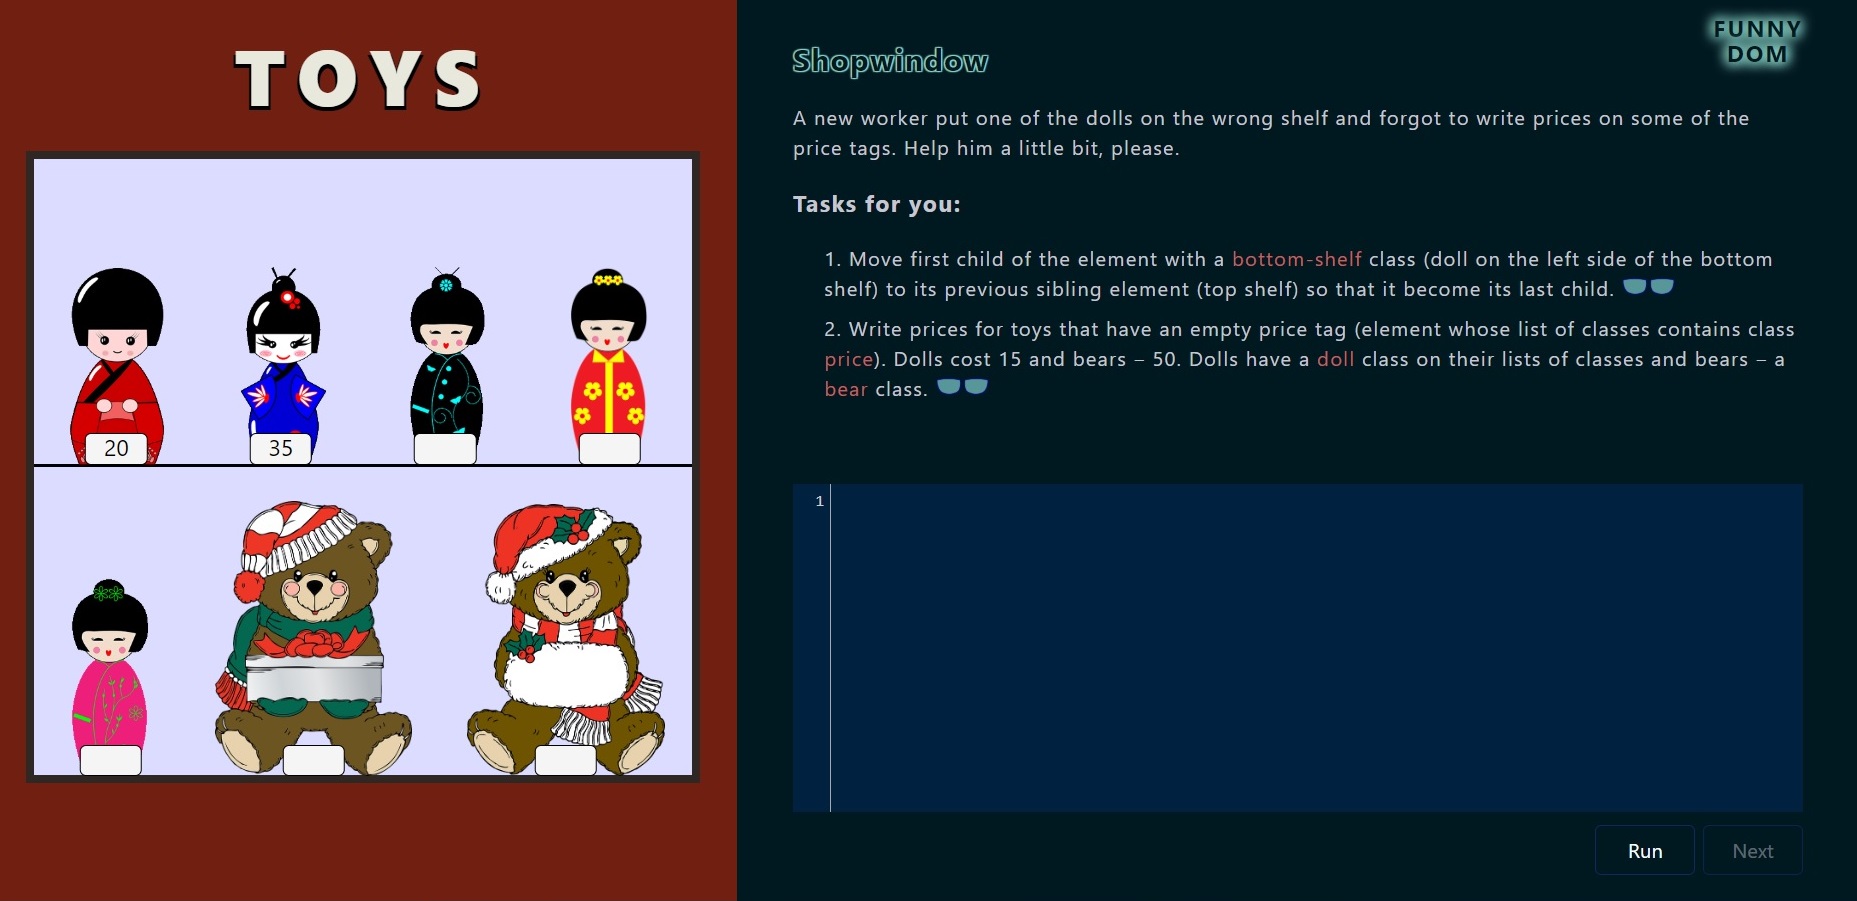 TOYS
20
35
FUNNY
DOM
Shopwindow
A new worker put one of the dolls on the wrong shelf and forgot to write prices on some of the
price tags. Help him a little bit, please.
Tasks for you:
1. Move first child of the element with a bottom-shelf class (doll on the left side of the bottom
shelf) to its previous sibling element (top shelf) so that it become its last child.
2. Write prices for toys that have an empty price tag (element whose list of classes contains class
price). Dolls cost 15 and bears – 50. Dolls have a doll class on their lists of classes and bears – a
bear class.
1
Run
Next